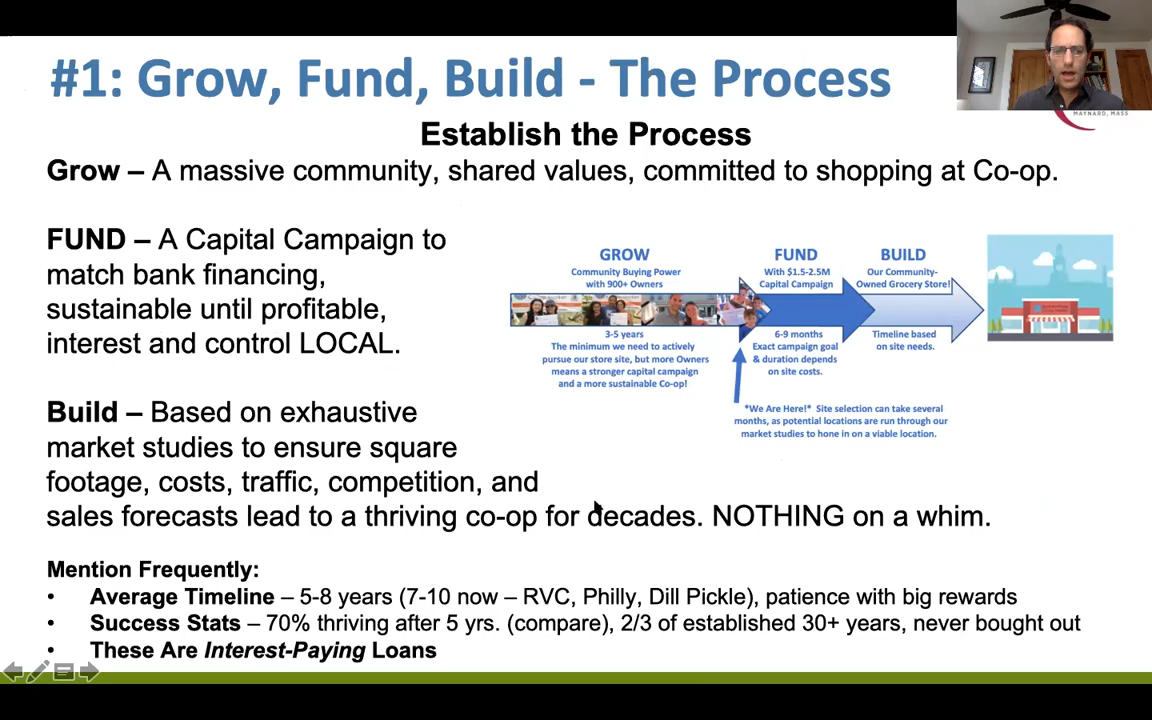 #1: Grow, Fund, Build - The Process
MAYNARD, MASS
Establish the Process
Grow – A massive community, shared values, committed to shopping at Co-op.
FUND – A Capital Campaign to
match bank financing,
sustainable until profitable,
interest and control LOCAL.
GROW
Community Buying Power
with 900+ Owners
3-5 years
The minimum we need to actively
pursue our store site, but more Owners
means a stronger capital campaign
and a more sustainable Co-op!
FUND
With $1.5-2.5M
Capital Campaign
6-9 months
Exact campaign goal
& duration depends
on site costs.
BUILD
Our Community-
Owned Grocery Store!
Timeline based
on site needs.
*We Are Here!* Site selection can take several
months, as potential locations are run through our
market studies to hone in on a viable location.
Build – Based on exhaustive
market studies to ensure square
footage, costs, traffic, competition, and
sales forecasts lead to a thriving co-op for decades. NOTHING on a whim.
Mention Frequently:
• Average Timeline – 5-8 years (7-10 now – RVC, Philly, Dill Pickle), patience with big rewards
• Success Stats – 70% thriving after 5 yrs. (compare), 2/3 of established 30+ years, never bought out
• These Are Interest-Paying Loans